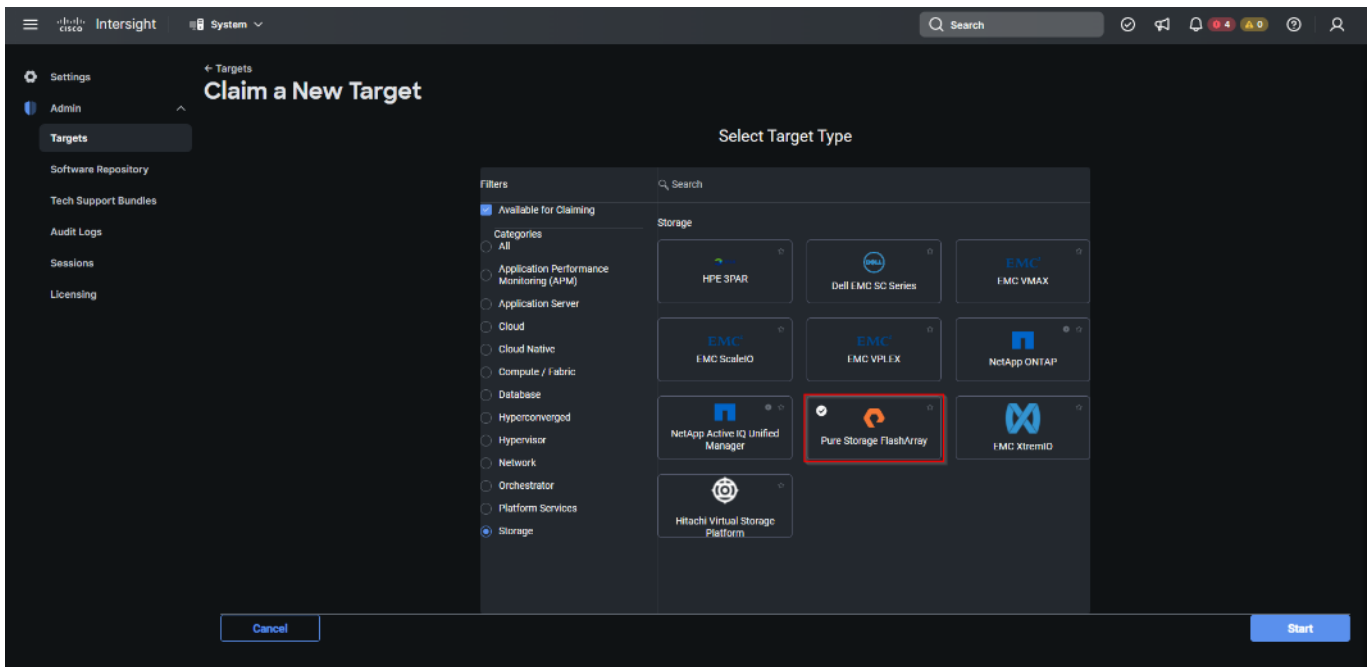 cisco Intersight
System
Search
4
0
Settings
Admin
Targets
Software Repository
Tech Support Bundles
Audit Logs
Sessions
Licensing
← Targets
Claim a New Target
Select Target Type
Filters
Available for Claiming
Categories
All
Application Performance
Monitoring (APM)
Application Server
Cloud
Cloud Native
Compute / Fabric
Database
Hyperconverged
Hypervisor
Network
Orchestrator
Platform Services
Storage
Search
Storage
HPE 3PAR
DELL
Dell EMC SC Series
EMC
EMC VMAX
EMC
EMC ScaleIO
EMC
EMC VPLEX
NetApp ONTAP
NetApp Active IQ Unified
Manager
Pure Storage FlashArray
EMC XtremIO
Hitachi Virtual Storage
Platform
Cancel
Start